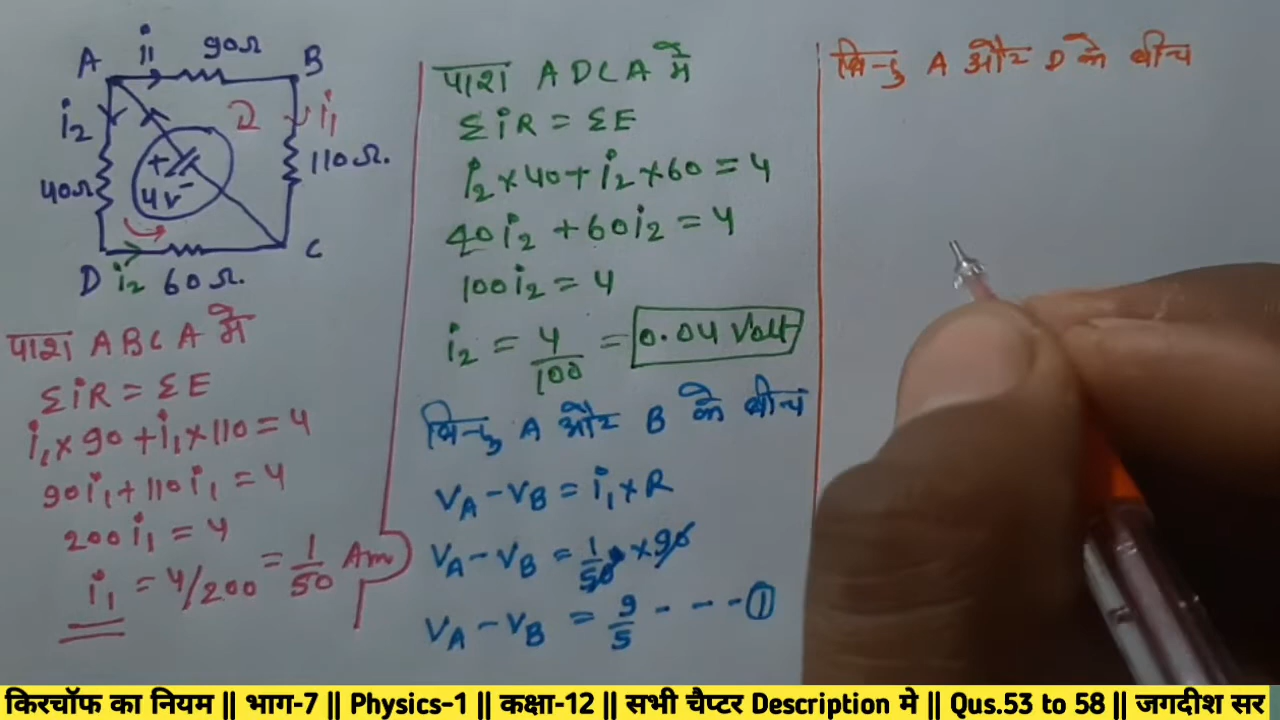 A i1 90Ω B
i2 2 i1
40Ω + 4v - 110Ω.
D i2 60Ω. C
पाश A B C A में
ΣiR = ΣE
i1 × 90 + i1 × 110 = 4
90i1 + 110i1 = 4
200i1 = 4
i1 = 4/200 = 1/50 Am
पाश A D C A में
ΣiR = ΣE
i2 × 40 + i2 × 60 = 4
40i2 + 60i2 = 4
100i2 = 4
i2 = 4/100 = 0.04 Volt
बिन्दु A और B के बीच
VA - VB = i1 × R
VA - VB = 1/50 × 90
VA - VB = 9/5 - - - ①
बिन्दु A और D के बीच
किरचॉफ का नियम || भाग-7 || Physics-1 || कक्षा-12 || सभी चैप्टर Description मे || Qus.53 to 58 || जगदीश सर